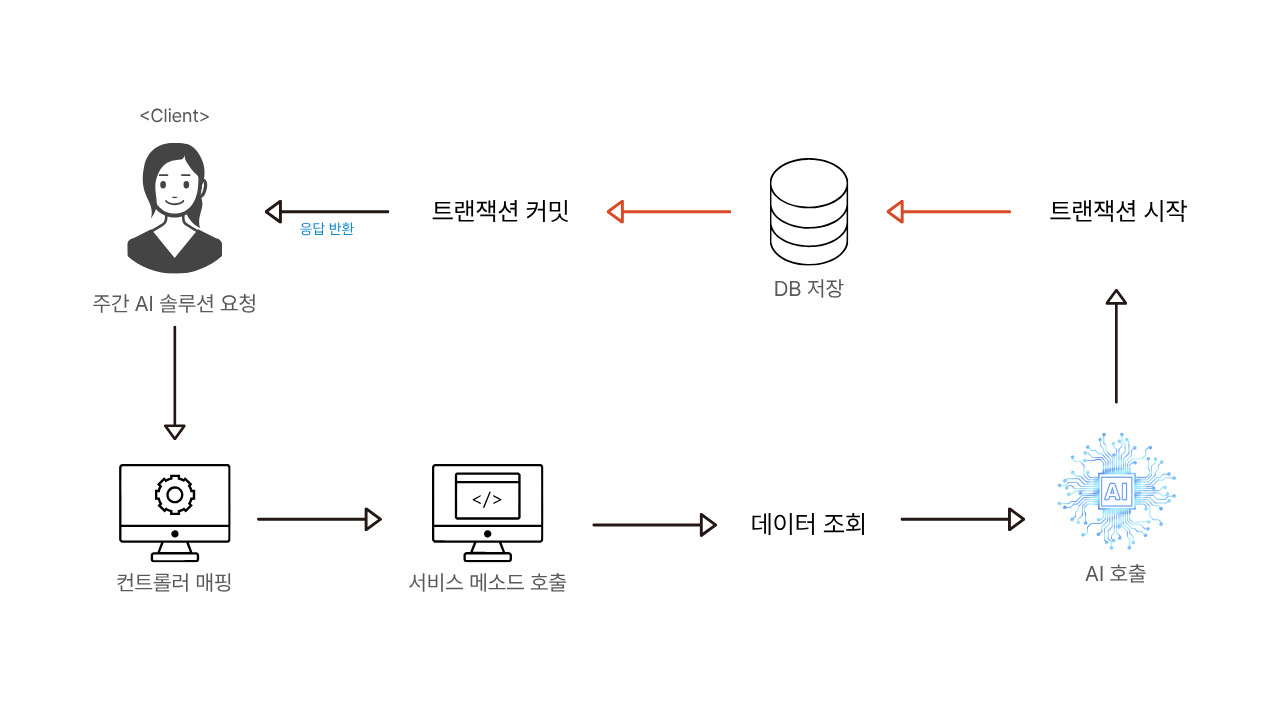 <Client>
트랜잭션 커밋
트랜잭션 시작
응답 반환
DB 저장
주간 AI 솔루션 요청
</>
AI
데이터 조회
컨트롤러 매핑
서비스 메소드 호출
AI 호출